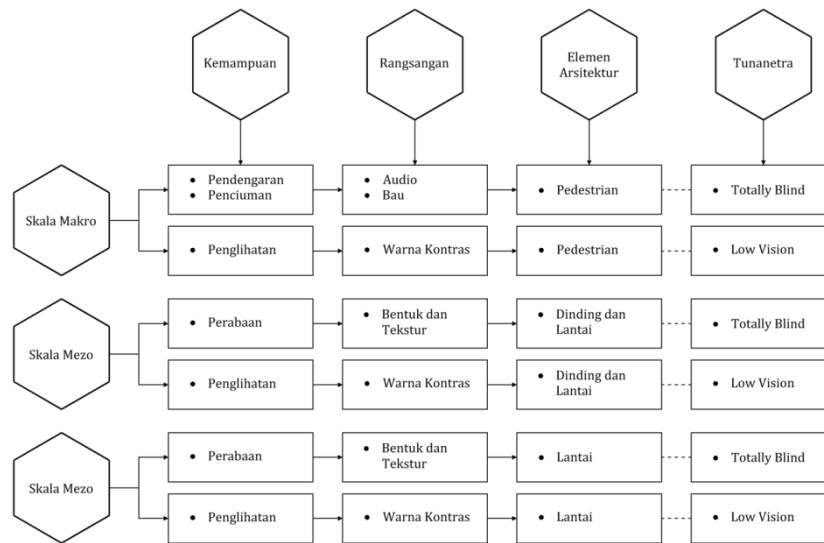 Kemampuan
Rangsangan
Elemen
Arsitektur
Tunanetra
Skala Makro
• Pendengaran
• Penciuman
• Audio
• Bau
• Pedestrian
• Totally Blind
• Penglihatan
• Warna Kontras
• Pedestrian
• Low Vision
Skala Mezo
• Perabaan
• Bentuk dan
Tekstur
• Dinding dan
Lantai
• Totally Blind
• Penglihatan
• Warna Kontras
• Dinding dan
Lantai
• Low Vision
Skala Mezo
• Perabaan
• Bentuk dan
Tekstur
• Lantai
• Totally Blind
• Penglihatan
• Warna Kontras
• Lantai
• Low Vision